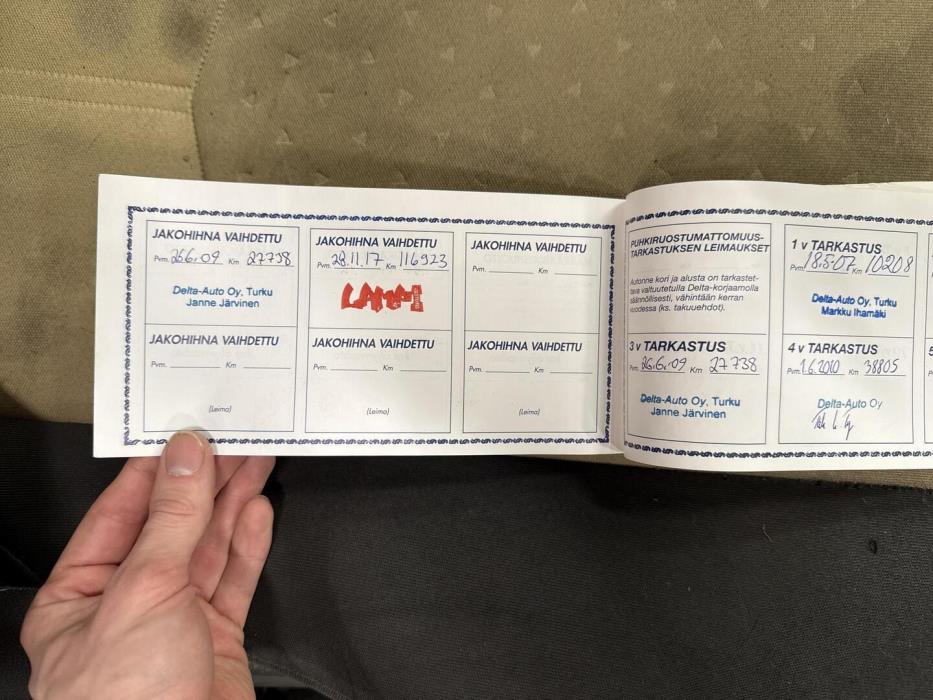 JAKOHIHNA VAIHDETTU
Pvm. 26.6.09 Km 27738
Delta-Auto Oy, Turku
Janne Järvinen
JAKOHIHNA VAIHDETTU
Pvm. 28.11.17 Km 116923
JAKOHIHNA VAIHDETTU
Pvm. Km
JAKOHIHNA VAIHDETTU
Pvm. Km
(Leima)
JAKOHIHNA VAIHDETTU
Pvm. Km
(Leima)
JAKOHIHNA VAIHDETTU
Pvm. Km
(Leima)
PUHKIRUOSTUMATTOMUUS-
TARKASTUKSEN LEIMAUKSET
Autonne kori ja alusta on tarkastet-
tava valtuutetulla Delta-korjaamolla
säännöllisesti, vähintään kerran
vuodessa (ks. takuuehdot).
1 v TARKASTUS
Pvm. 18.5.07 Km 10208
Delta-Auto Oy, Turku
Markku Ihamäki
3 v TARKASTUS
Pvm. 26.6.09 Km 27738
Delta-Auto Oy, Turku
Janne Järvinen
4 v TARKASTUS
Pvm. 1.6.2010 Km 38805
Delta-Auto Oy